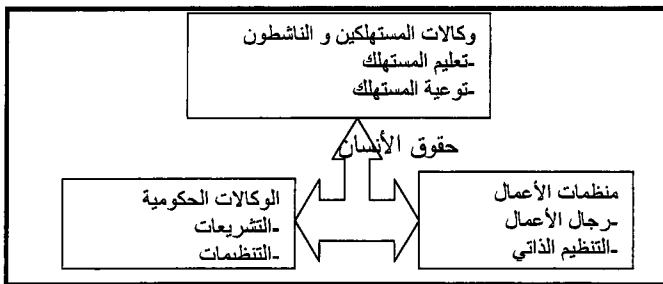 وكالات المستهلكين و الناشطون
-تعليم المستهلك
-توعية المستهلك
حقوق الأنسان
منظمات الأعمال
-رجال الأعمال
-التنظيم الذاتي
الوكالات الحكومية
-التشريعات
-التنظيمات